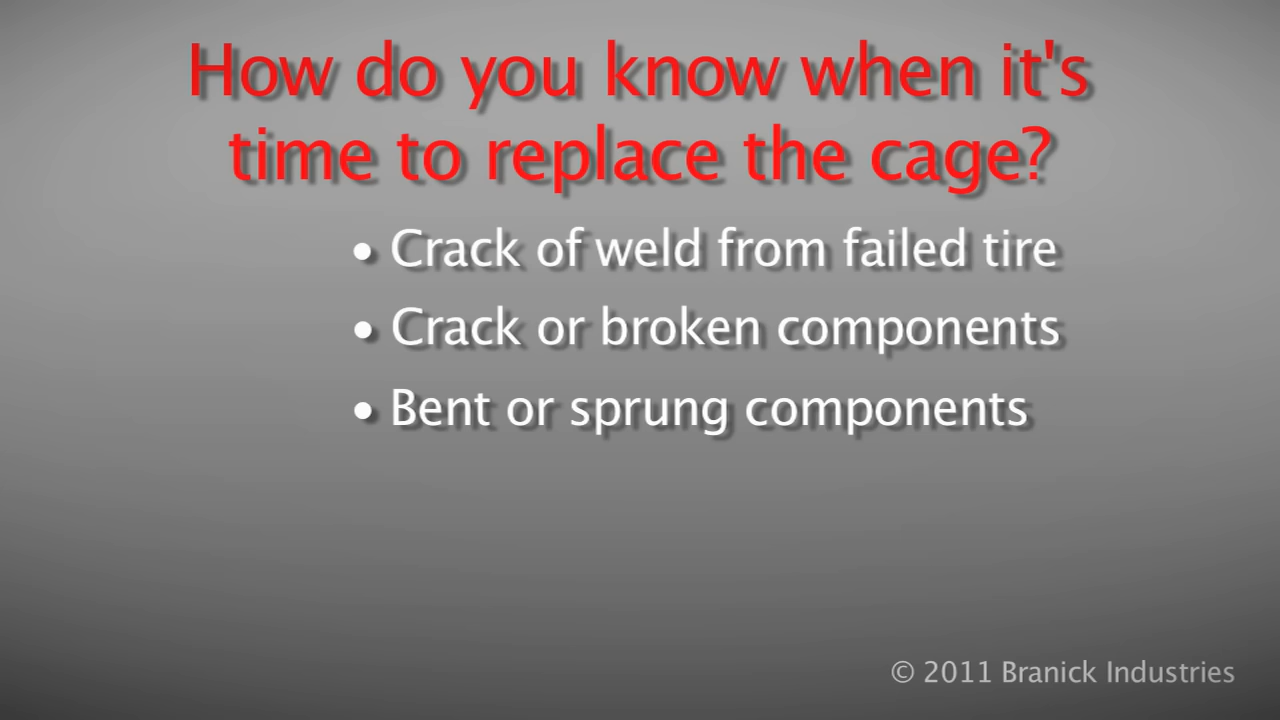 How do you know when it's
time to replace the cage?
• Crack of weld from failed tire
• Crack or broken components
• Bent or sprung components
© 2011 Branick Industries